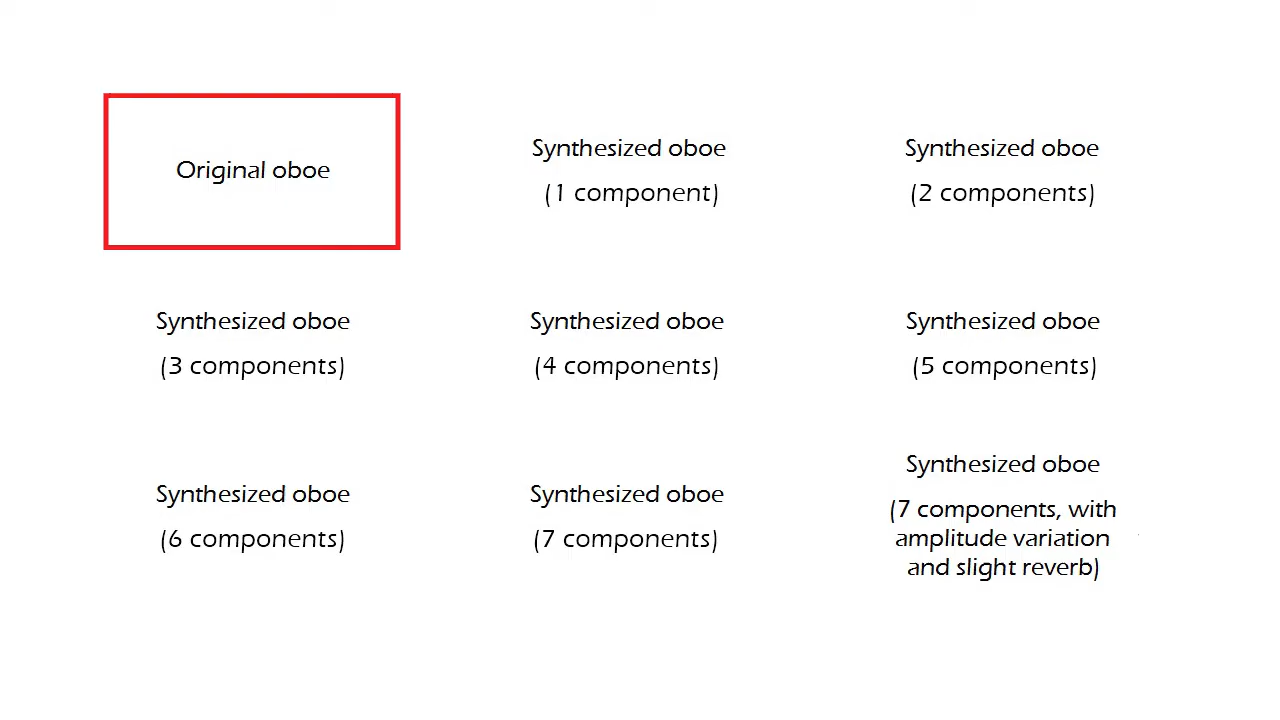 Original oboe
Synthesized oboe
(1 component)
Synthesized oboe
(2 components)
Synthesized oboe
(3 components)
Synthesized oboe
(4 components)
Synthesized oboe
(5 components)
Synthesized oboe
(6 components)
Synthesized oboe
(7 components)
Synthesized oboe
(7 components, with
amplitude variation
and slight reverb)